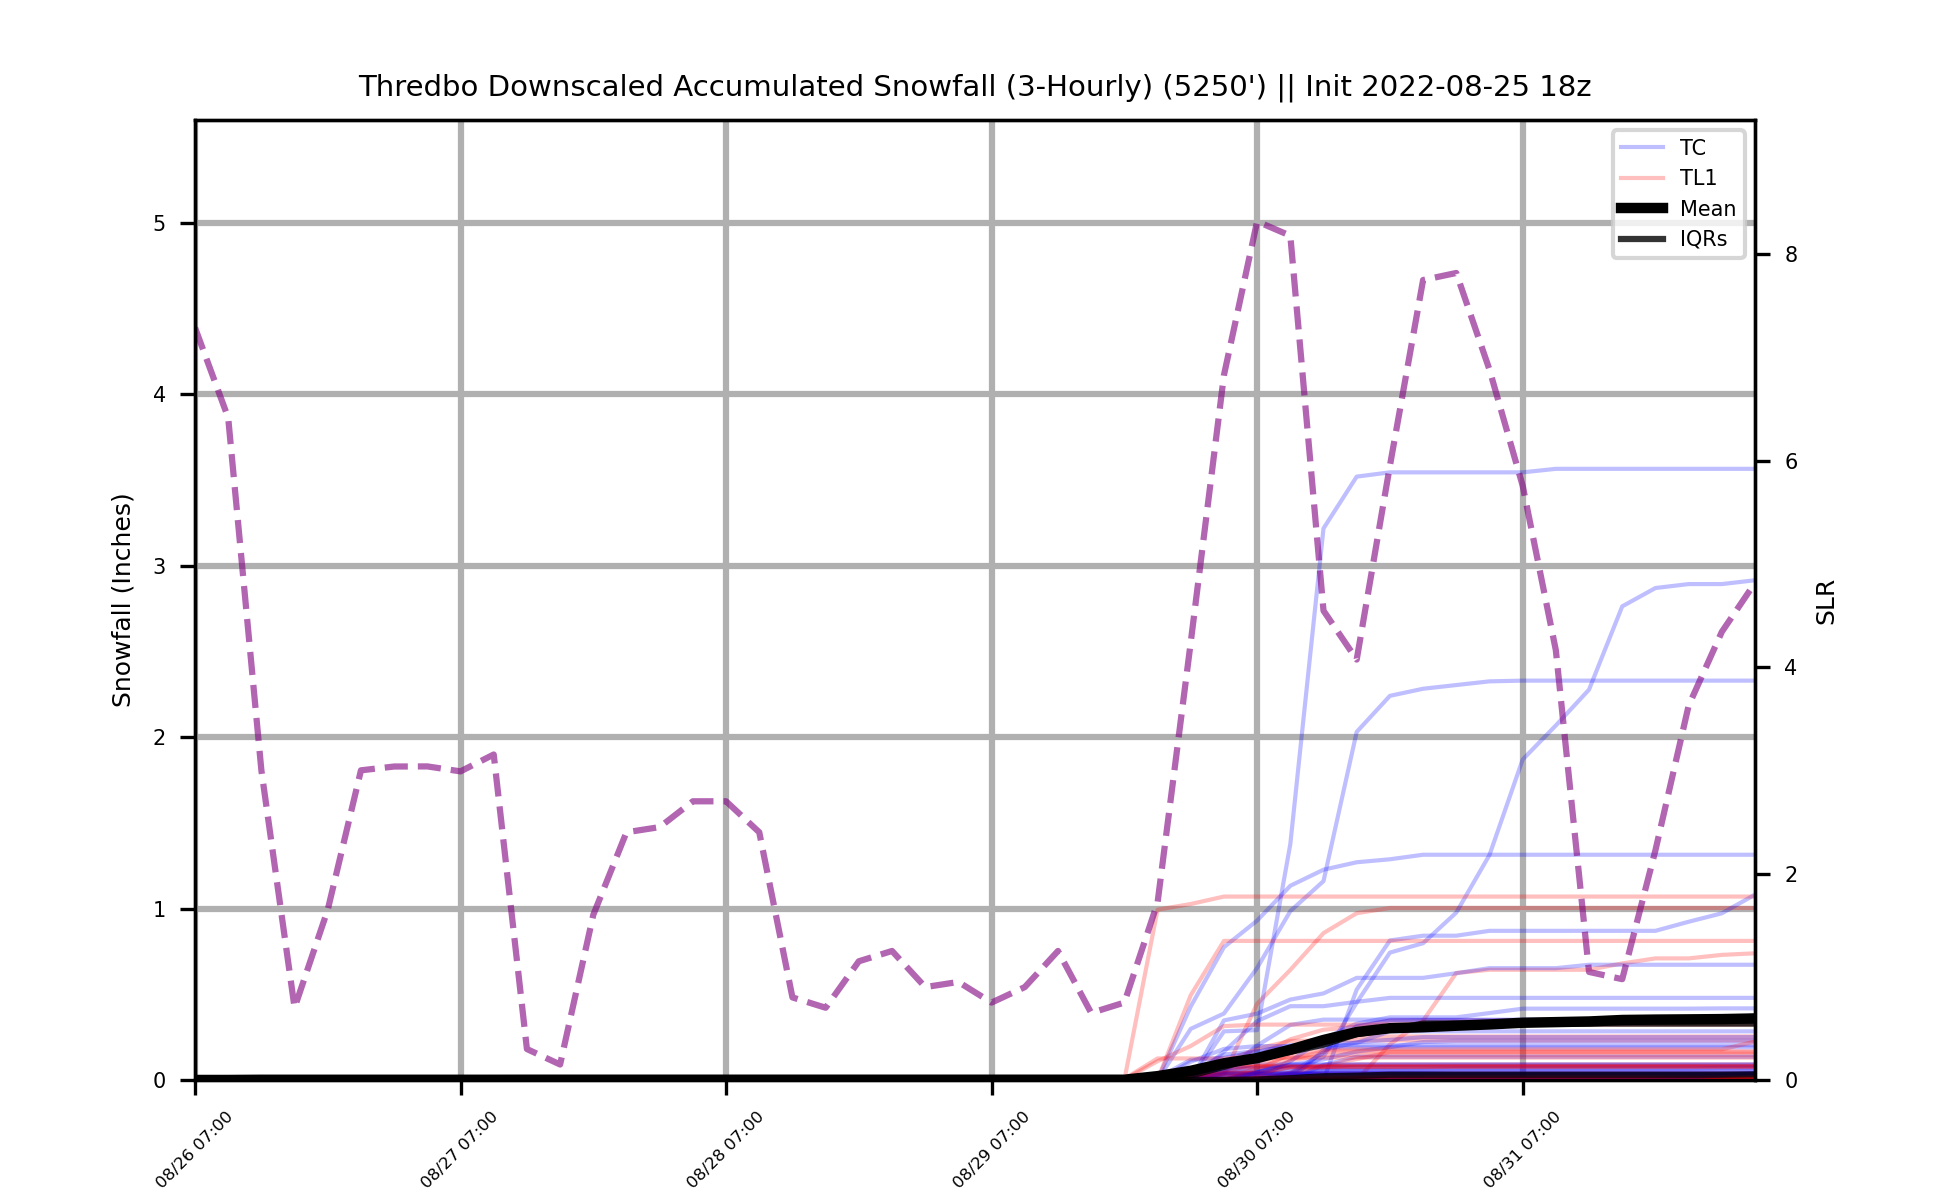 Thredbo Downscaled Accumulated Snowfall (3-Hourly) (5250') || Init 2022-08-25 18z
TC
TL1
Mean
IQRs
Snowfall (Inches)
5
4
3
2
1
0
8
6
4
2
0
SLR
08/26 07:00
08/27 07:00
08/28 07:00
08/29 07:00
08/30 07:00
08/31 07:00